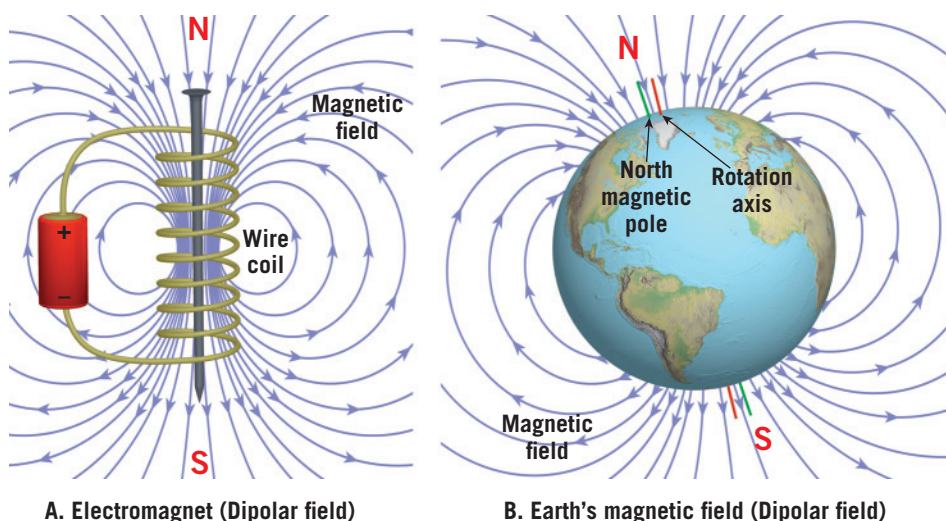 N
Magnetic
field
Wire
coil
+
–
S
A. Electromagnet (Dipolar field)
N
North
magnetic
pole
Rotation
axis
Magnetic
field
S
B. Earth's magnetic field (Dipolar field)